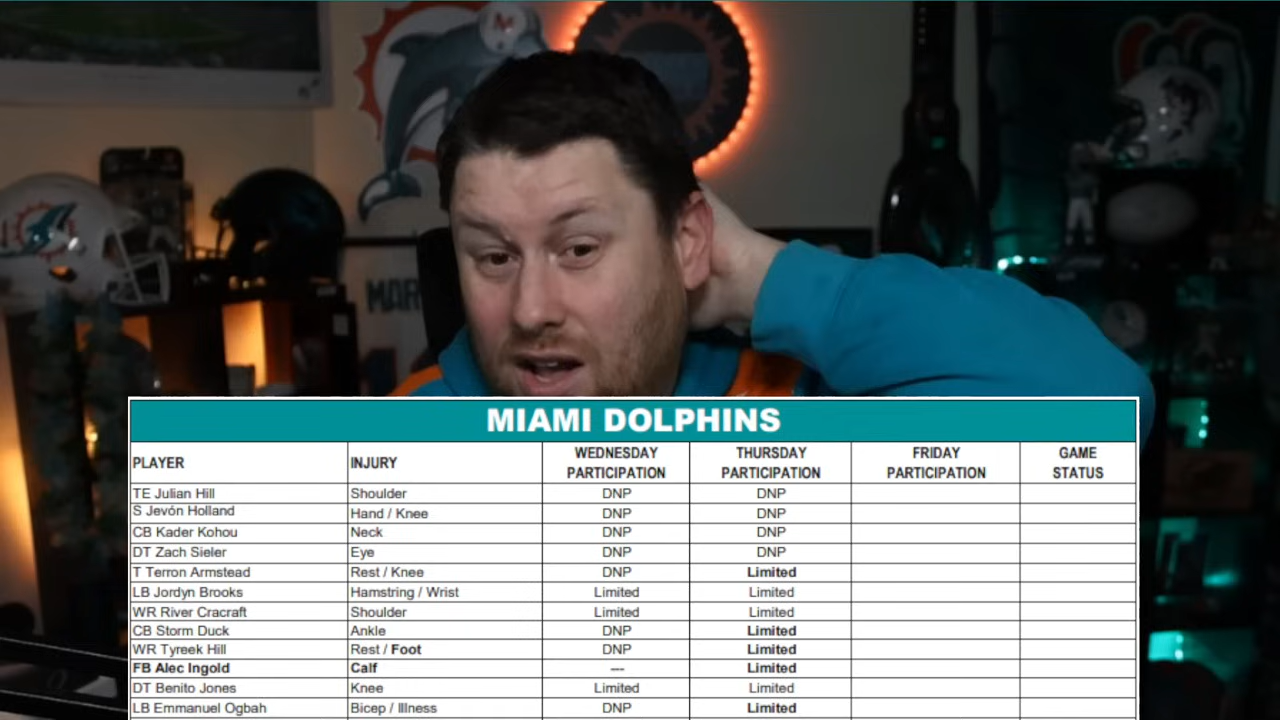 MAR
MIAMI DOLPHINS
PLAYER INJURY WEDNESDAY PARTICIPATION THURSDAY PARTICIPATION FRIDAY PARTICIPATION GAME STATUS
TE Julian Hill Shoulder DNP DNP
S Jevón Holland Hand / Knee DNP DNP
CB Kader Kohou Neck DNP DNP
DT Zach Sieler Eye DNP DNP
T Terron Armstead Rest / Knee DNP Limited
LB Jordyn Brooks Hamstring / Wrist Limited Limited
WR River Cracraft Shoulder Limited Limited
CB Storm Duck Ankle DNP Limited
WR Tyreek Hill Rest / Foot DNP Limited
FB Alec Ingold Calf --- Limited
DT Benito Jones Knee Limited Limited
LB Emmanuel Ogbah Bicep / Illness DNP Limited